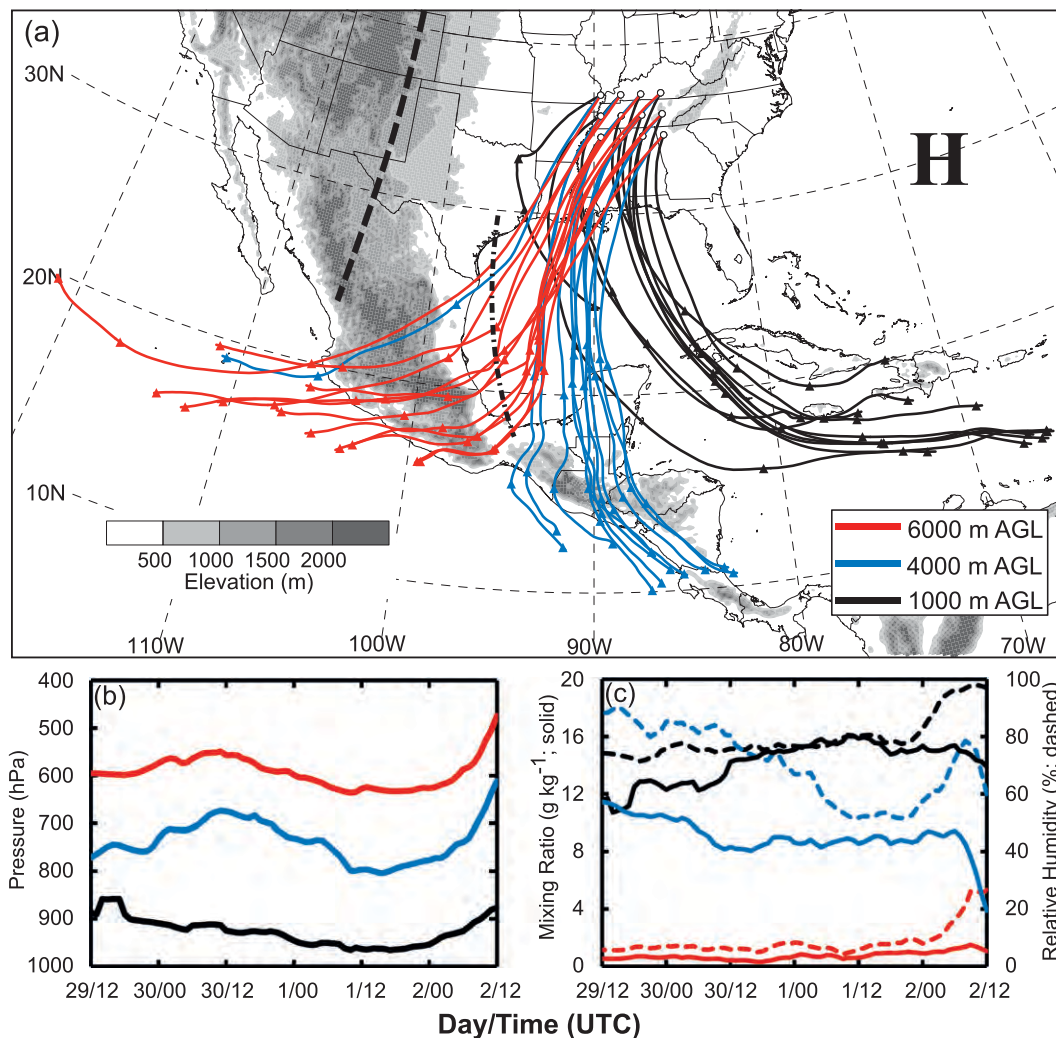 (a)
H
30N
20N
10N
110W
100W
90W
80W
70W
500 1000 1500 2000
Elevation (m)
6000 m AGL
4000 m AGL
1000 m AGL
(b)
400
500
600
700
800
900
1000
Pressure (hPa)
29/12 30/00 30/12 1/00 1/12 2/00 2/12
(c)
20
16
12
8
4
0
Mixing Ratio (g kg⁻¹; solid)
100
80
60
40
20
0
Relative Humidity (%; dashed)
29/12 30/00 30/12 1/00 1/12 2/00 2/12
Day/Time (UTC)